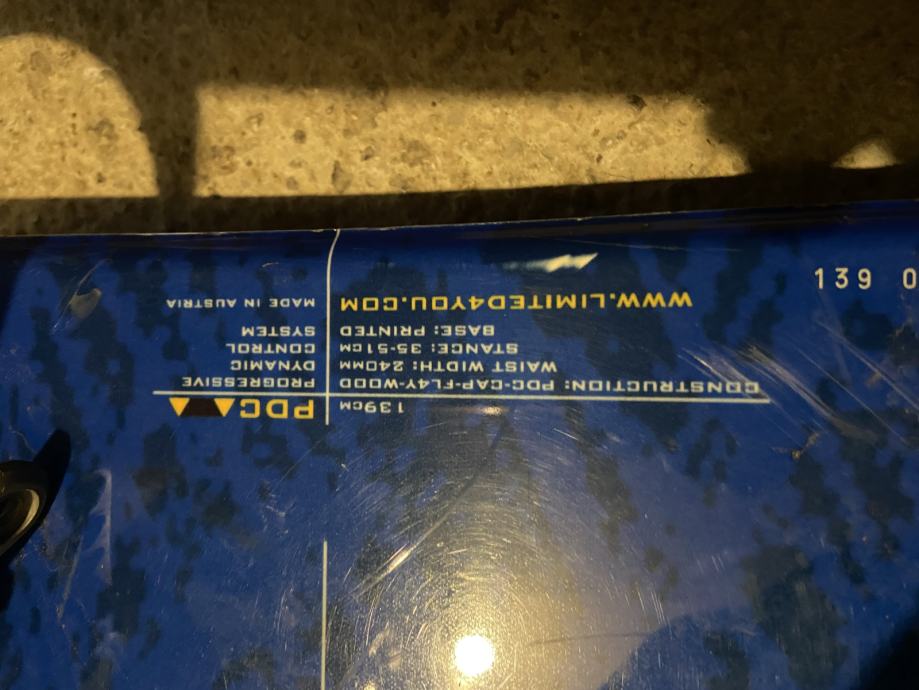 139cm
CONSTRUCTION: PDC-CAP-FL4Y-WOOD
WAIST WIDTH: 240MM
STANCE: 35-51CM
BASE: PRINTED
WWW.LIMITED4YOU.COM
PDC
PROGRESSIVE
DYNAMIC
CONTROL
SYSTEM
MADE IN AUSTRIA
139 0